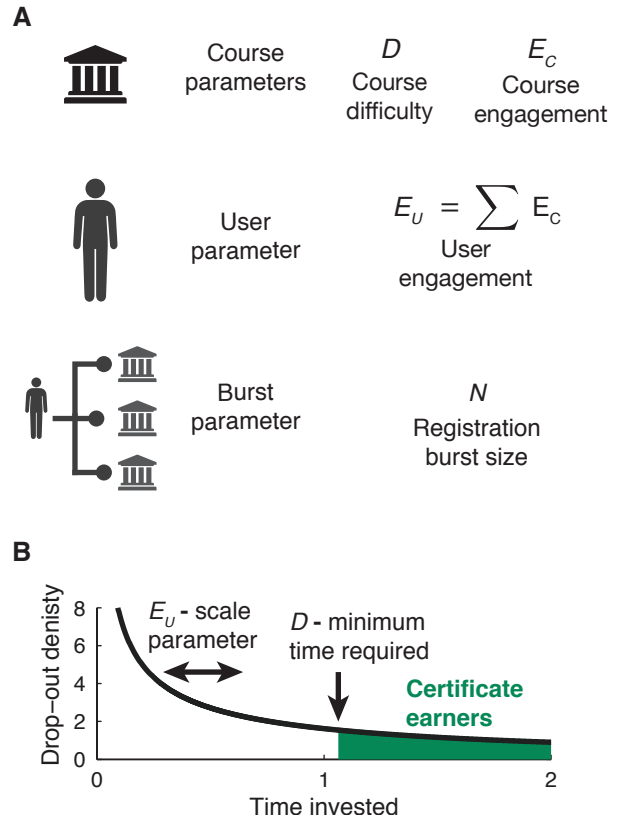 A
Course
parameters
D
Course
difficulty
E_C
Course
engagement
User
parameter
E_U = ∑ E_C
User
engagement
Burst
parameter
N
Registration
burst size
B
Drop–out denisty
8
6
4
2
0
E_U - scale
parameter
D - minimum
time required
Certificate
earners
0
1
2
Time invested